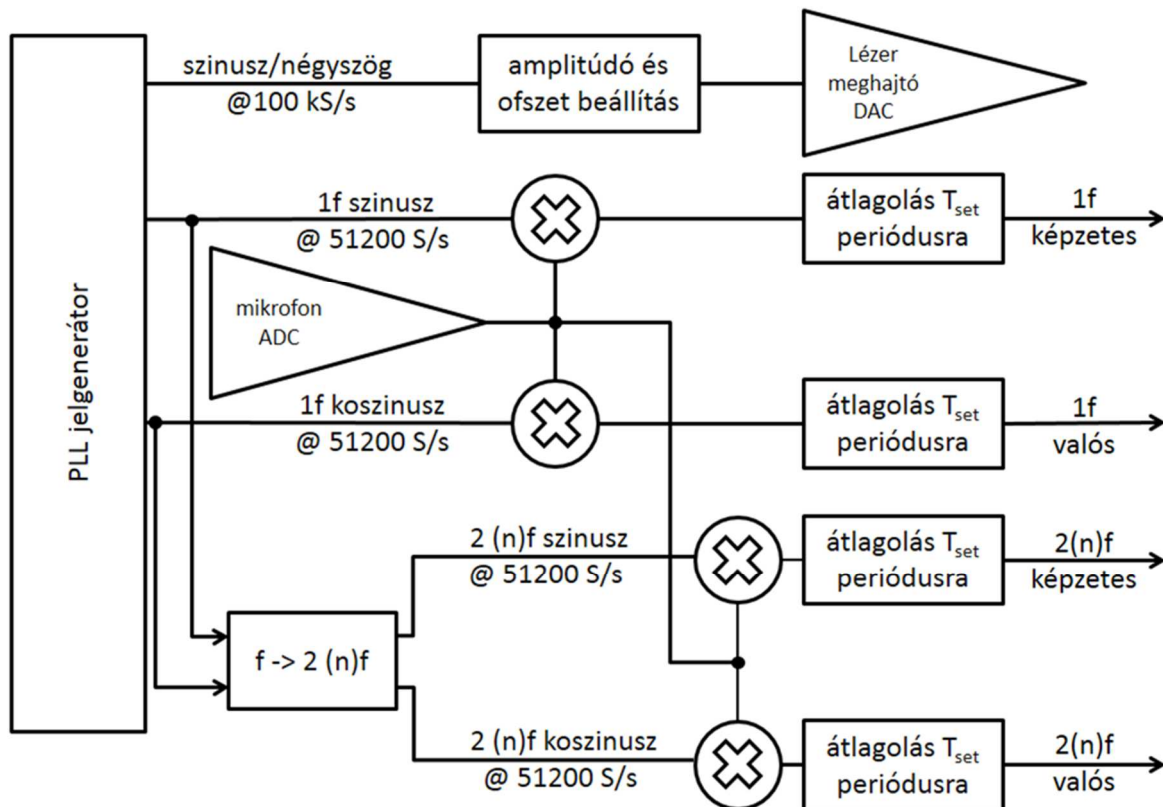 PLL jelgenerátor
szinusz/négyszög
@100 kS/s
amplitúdó és
ofszet beállítás
Lézer
meghajtó
DAC
1f szinusz
@ 51200 S/s
átlagolás Tset
periódusra
1f
képzetes
mikrofon
ADC
1f koszinusz
@ 51200 S/s
átlagolás Tset
periódusra
1f
valós
2 (n)f szinusz
@ 51200 S/s
átlagolás Tset
periódusra
2(n)f
képzetes
f -> 2 (n)f
2 (n)f koszinusz
@ 51200 S/s
átlagolás Tset
periódusra
2(n)f
valós